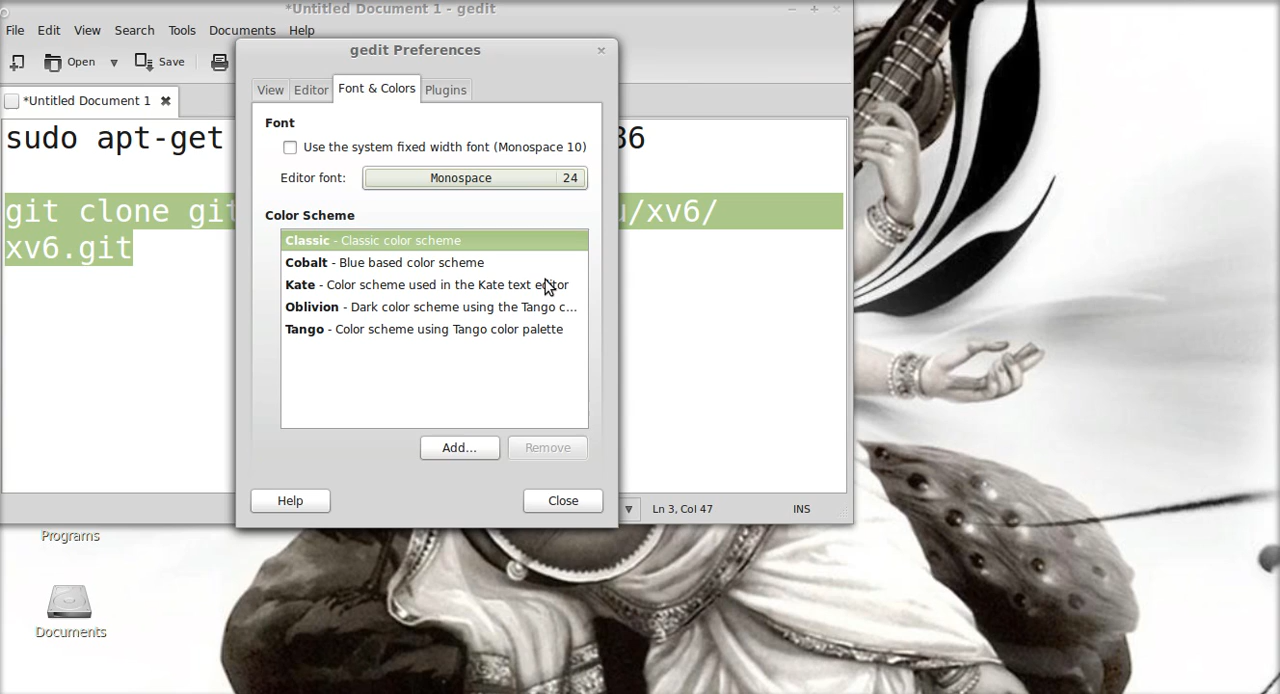 *Untitled Document 1 - gedit
File Edit View Search Tools Documents Help
Open Save
*Untitled Document 1
sudo apt-get 86
git clone git u/xv6/
xv6.git
gedit Preferences
View Editor Font & Colors Plugins
Font
Use the system fixed width font (Monospace 10)
Editor font: Monospace 24
Color Scheme
Classic - Classic color scheme
Cobalt - Blue based color scheme
Kate - Color scheme used in the Kate text editor
Oblivion - Dark color scheme using the Tango c...
Tango - Color scheme using Tango color palette
Add... Remove
Help Close
Ln 3, Col 47 INS
Programs
Documents